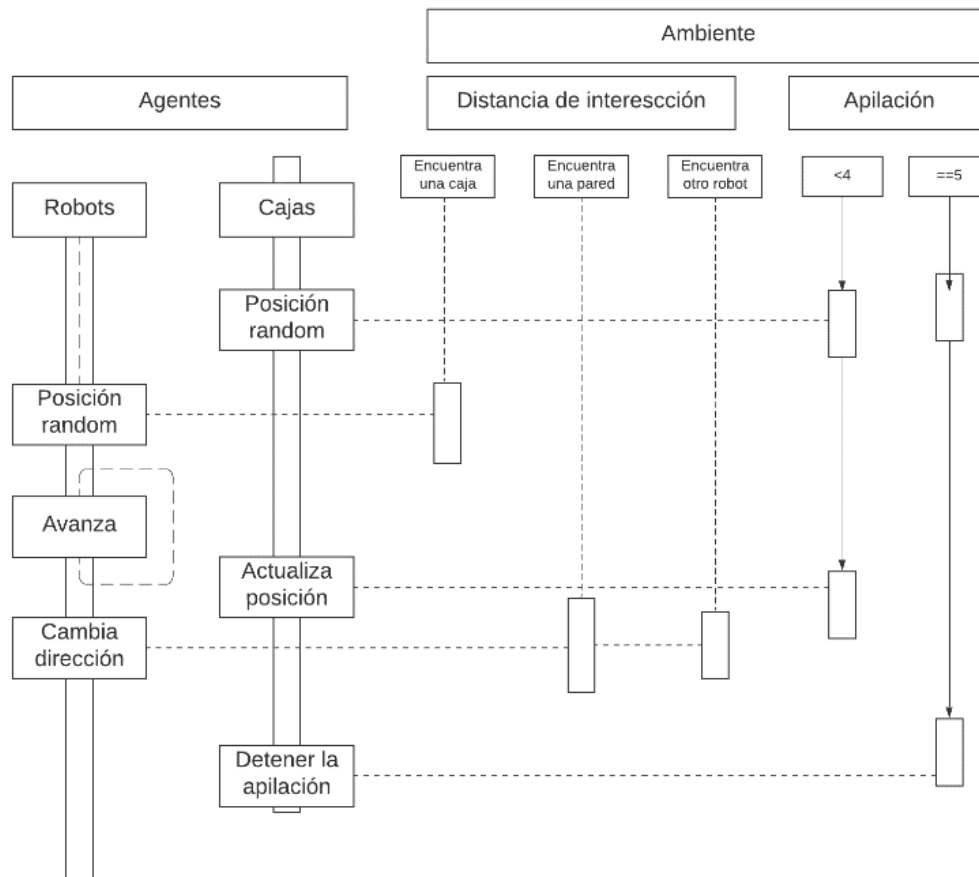 Ambiente
Agentes
Distancia de interescción
Apilación
Robots
Cajas
Encuentra
una caja
Encuentra
una pared
Encuentra
otro robot
<4
==5
Posición
random
Posición
random
Avanza
Actualiza
posición
Cambia
dirección
Detener la
apilación